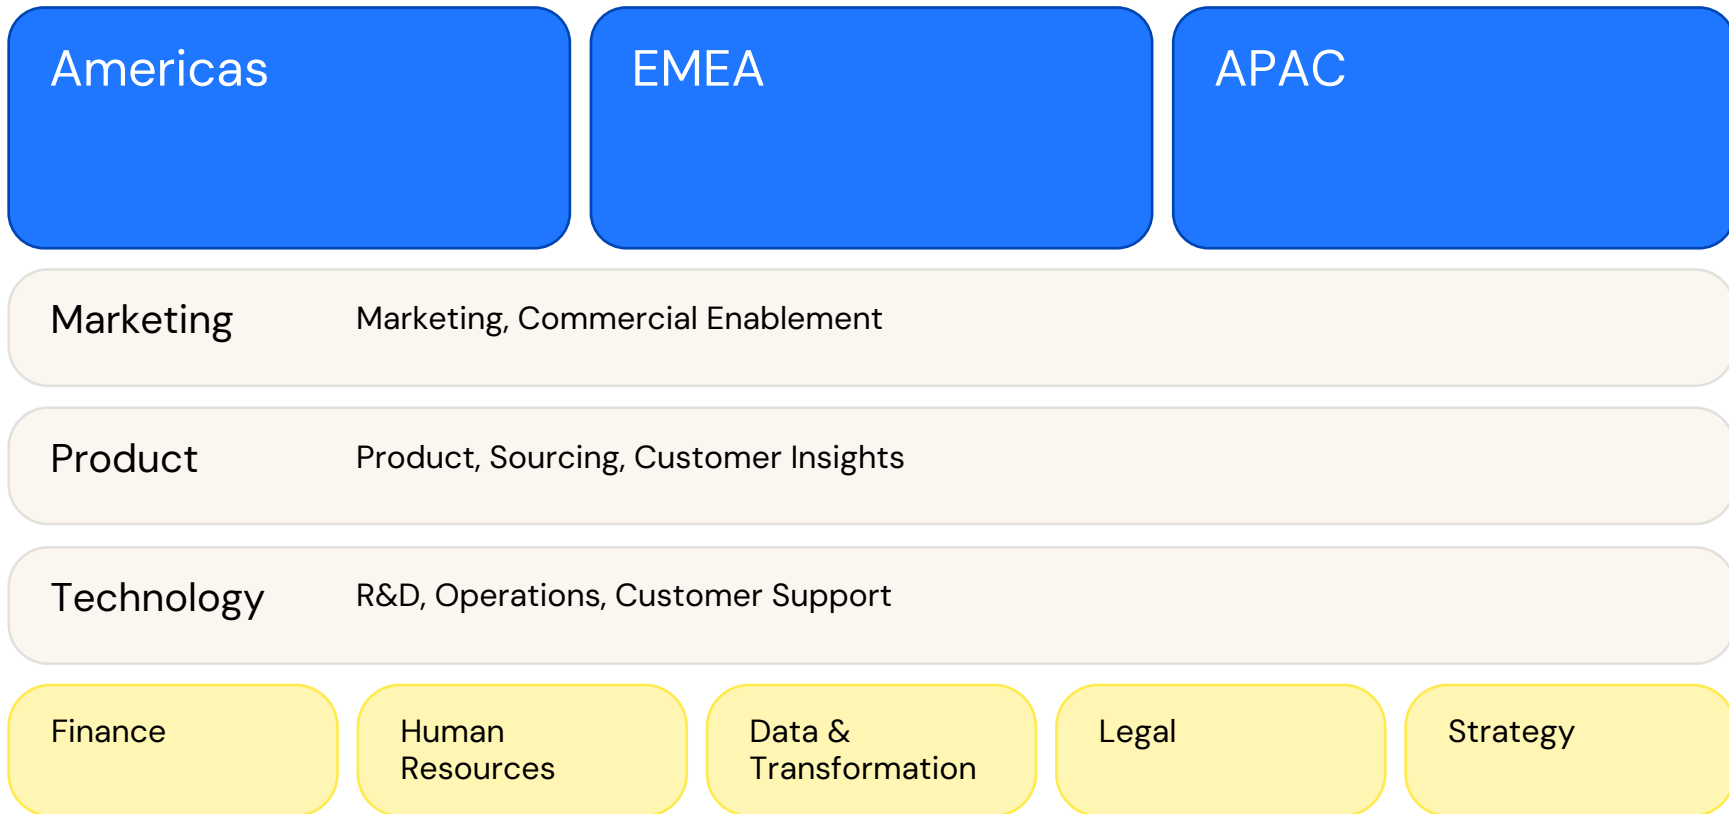 Americas
EMEA
APAC
Marketing
Marketing, Commercial Enablement
Product
Product, Sourcing, Customer Insights
Technology
R&D, Operations, Customer Support
Finance
Human
Resources
Data &
Transformation
Legal
Strategy